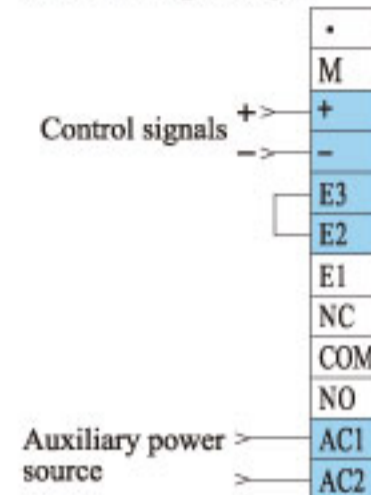 •
M
Control signals + +
− −
E3
E2
E1
NC
COM
NO
Auxiliary power AC1
source AC2